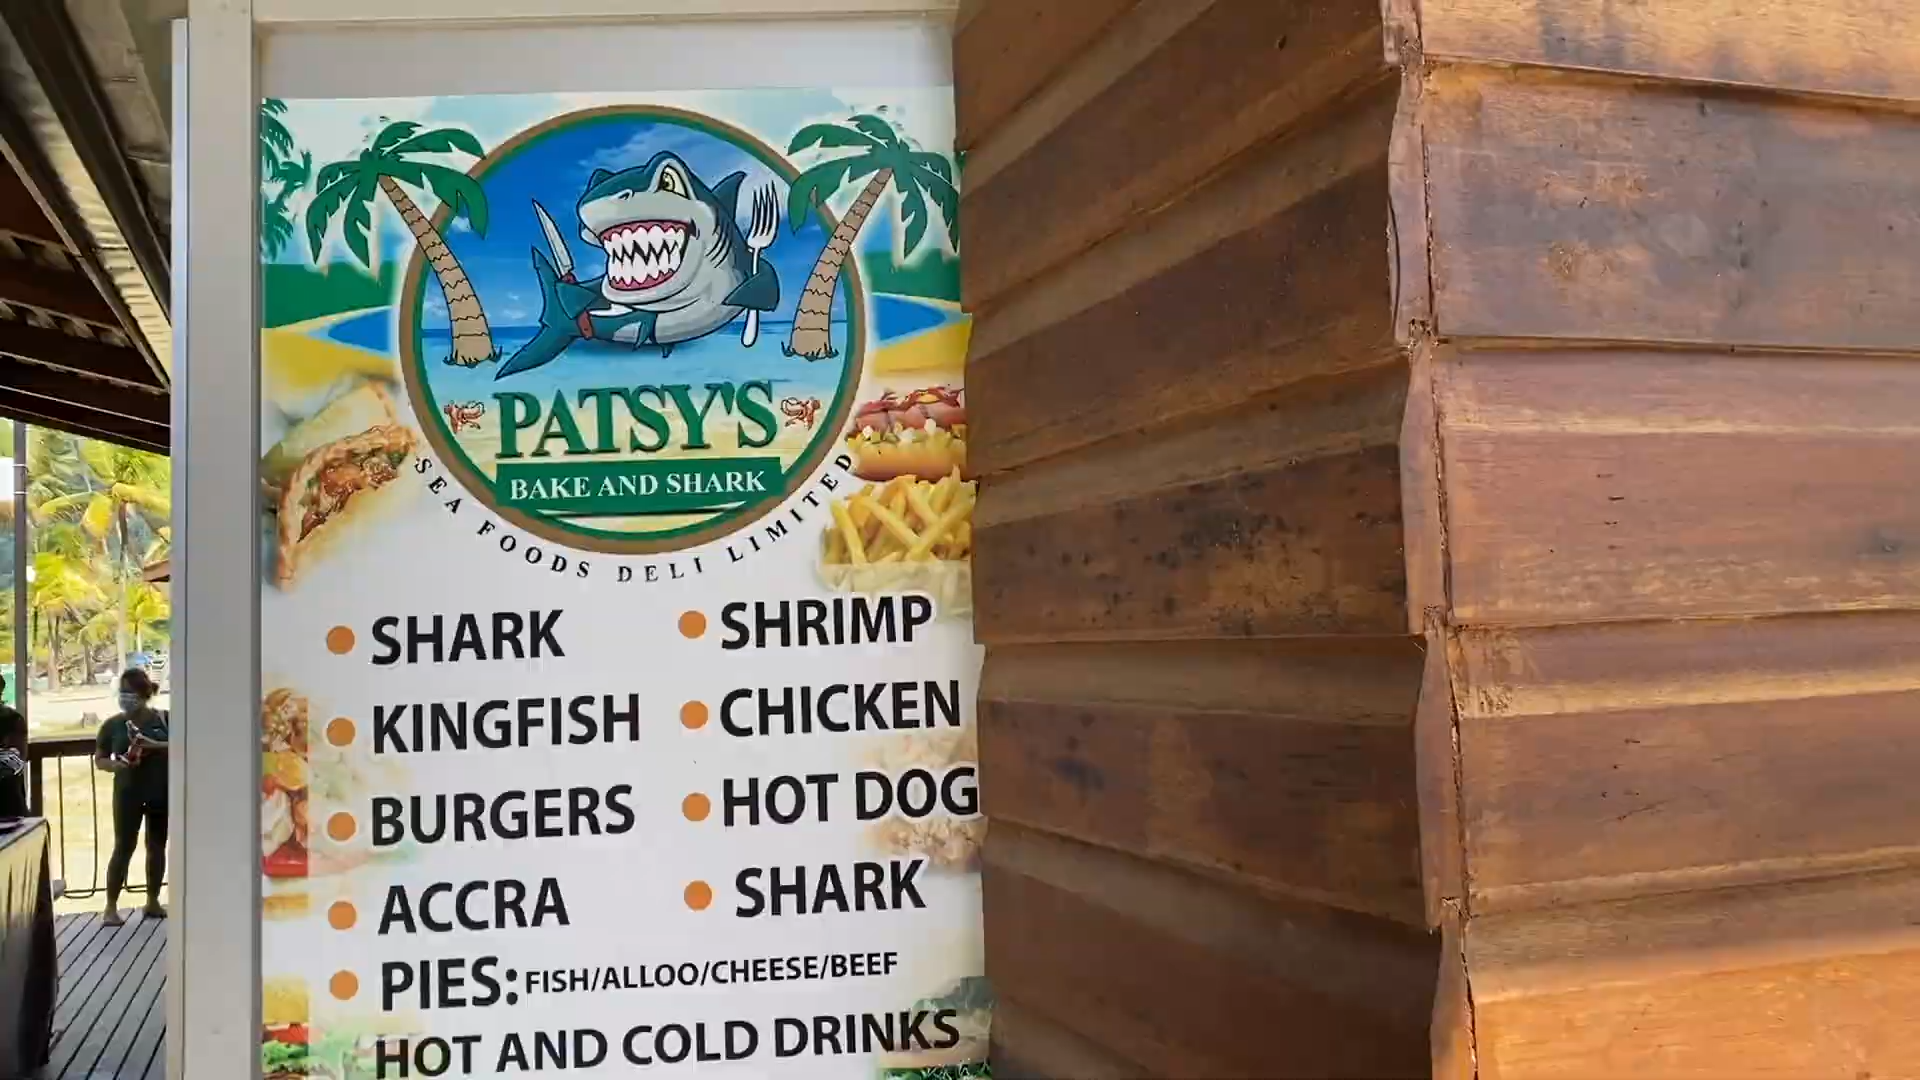 PATSY'S
BAKE AND SHARK
SEA FOODS DELI LIMITED
SHARK
SHRIMP
KINGFISH
CHICKEN
BURGERS
HOT DOG
ACCRA
SHARK
PIES: FISH/ALLOO/CHEESE/BEEF
HOT AND COLD DRINKS